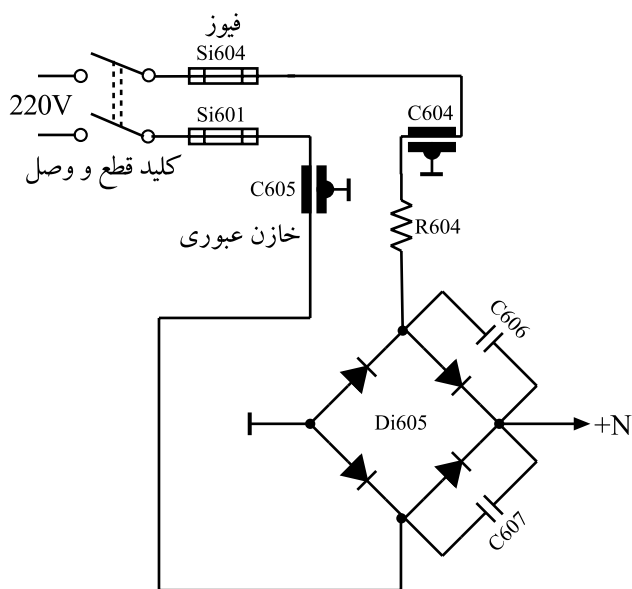 فیوز
Si604
220V
Si601
C604
کلید قطع و وصل
C605
خازن عبوری
R604
C606
Di605
+N
C607